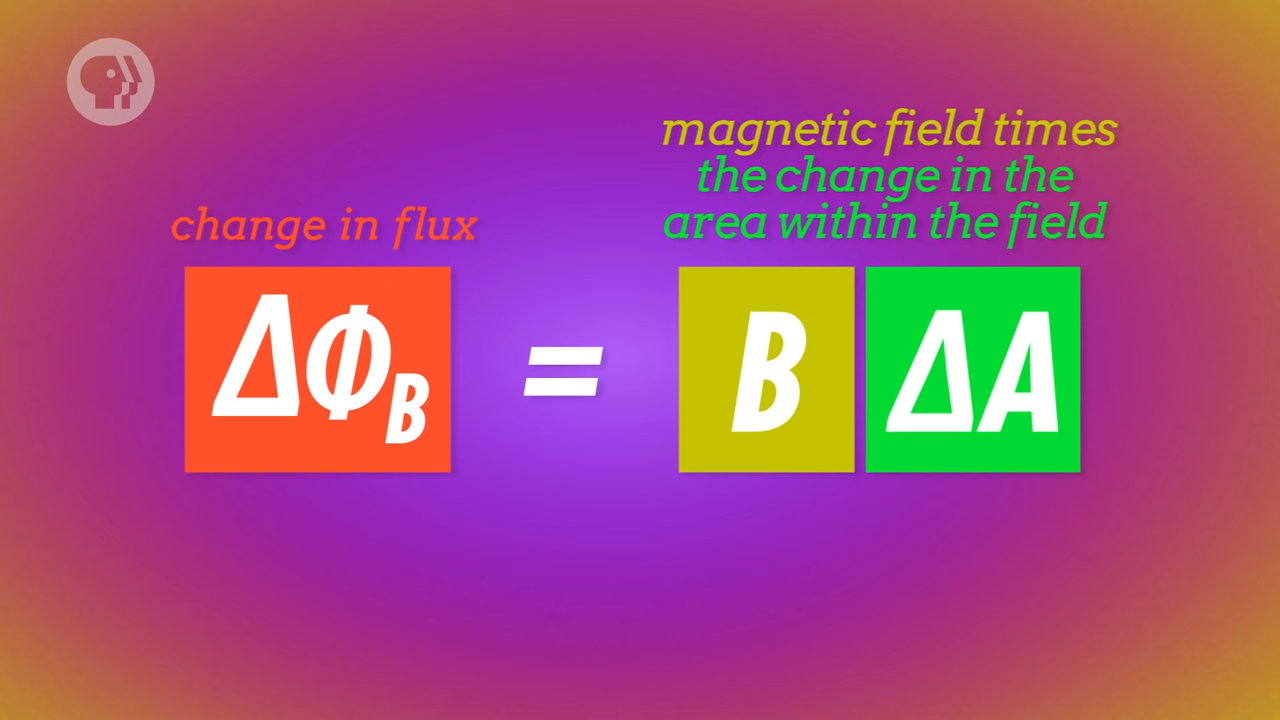 magnetic field times
the change in the
area within the field
change in flux
ΔΦB = B ΔA